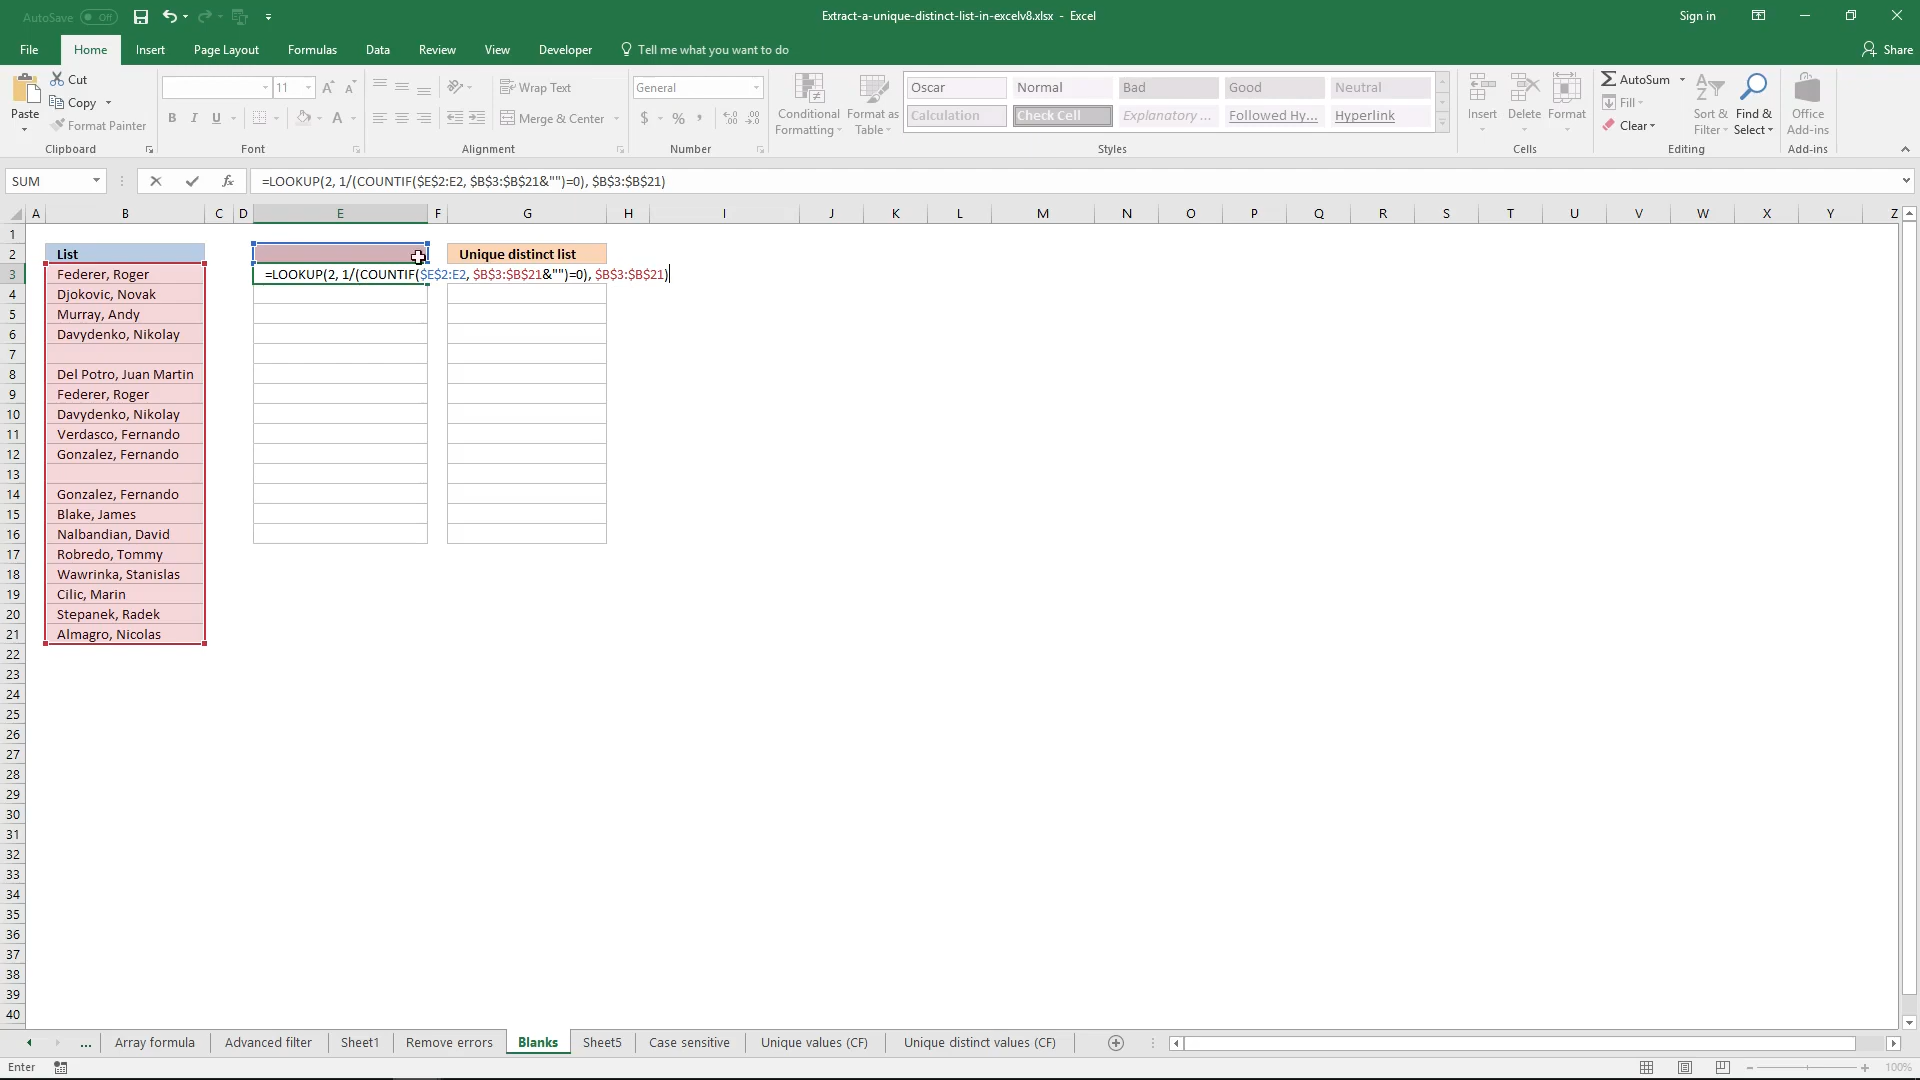 AutoSave Off
Extract-a-unique-distinct-list-in-excelv8.xlsx - Excel
Sign in
File Home Insert Page Layout Formulas Data Review View Developer Tell me what you want to do Share
Paste
Cut
Copy
Format Painter
Clipboard
11
B I U
Font
Wrap Text
Merge & Center
Alignment
General
$ % ,
Number
Conditional Formatting
Format as Table
Oscar Normal Bad Good Neutral
Calculation Check Cell Explanatory ... Followed Hy... Hyperlink
Styles
Insert Delete Format
Cells
AutoSum
Fill
Clear
Sort & Filter
Find & Select
Editing
Office Add-ins
Add-ins
SUM
fx
=LOOKUP(2, 1/(COUNTIF($E$2:E2, $B$3:$B$21&"")=0), $B$3:$B$21)
A B C D E F G H I J K L M N O P Q R S T U V W X Y Z
1
2 List Unique distinct list
3 Federer, Roger =LOOKUP(2, 1/(COUNTIF($E$2:E2, $B$3:$B$21&"")=0), $B$3:$B$21)
4 Djokovic, Novak
5 Murray, Andy
6 Davydenko, Nikolay
7
8 Del Potro, Juan Martin
9 Federer, Roger
10 Davydenko, Nikolay
11 Verdasco, Fernando
12 Gonzalez, Fernando
13
14 Gonzalez, Fernando
15 Blake, James
16 Nalbandian, David
17 Robredo, Tommy
18 Wawrinka, Stanislas
19 Cilic, Marin
20 Stepanek, Radek
21 Almagro, Nicolas
22
23
24
25
26
27
28
29
30
31
32
33
34
35
36
37
38
39
40
... Array formula Advanced filter Sheet1 Remove errors Blanks Sheet5 Case sensitive Unique values (CF) Unique distinct values (CF)
Enter
100%